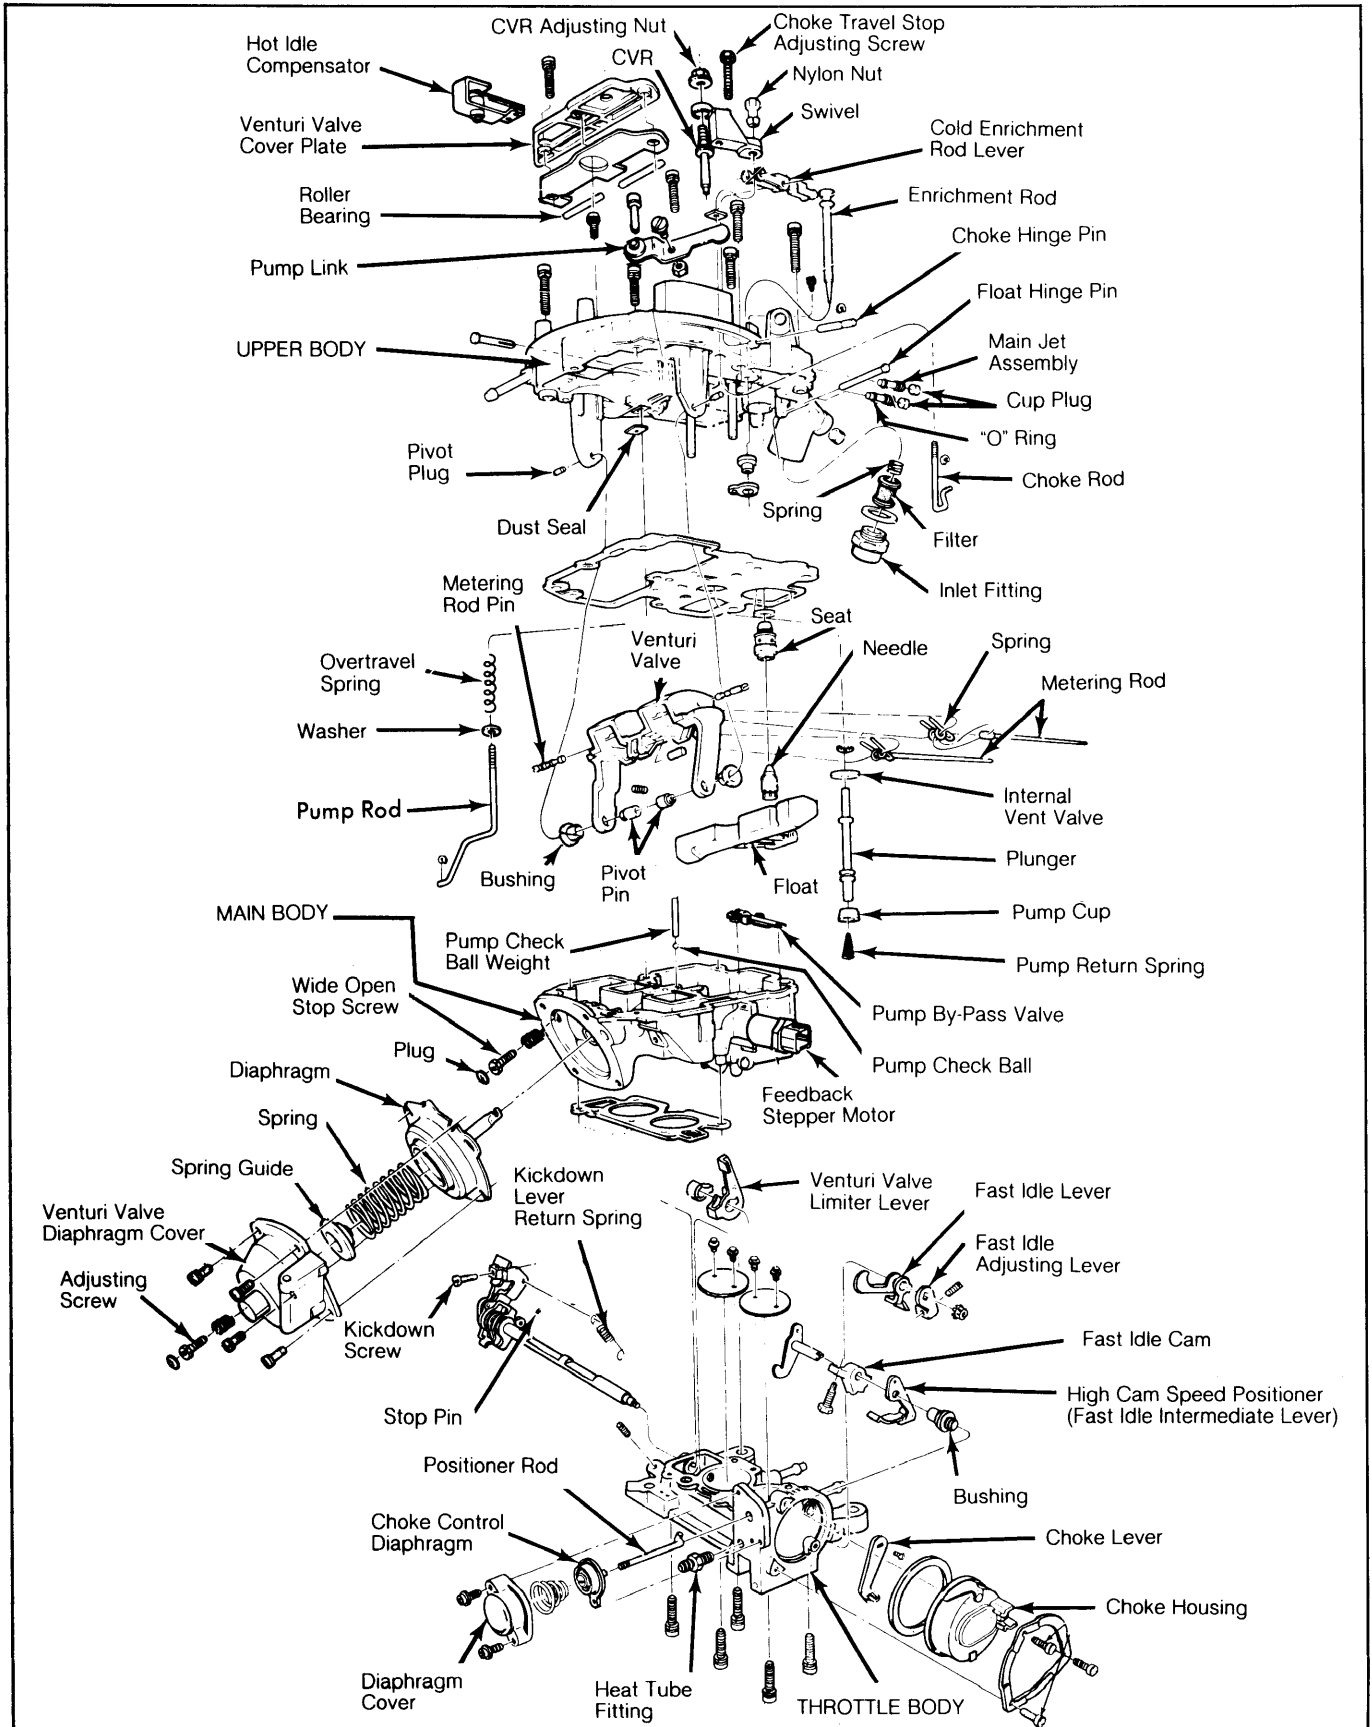 CVR Adjusting Nut
Choke Travel Stop
Adjusting Screw
Hot Idle
Compensator
CVR
Nylon Nut
Swivel
Venturi Valve
Cover Plate
Cold Enrichment
Rod Lever
Roller
Bearing
Enrichment Rod
Pump Link
Choke Hinge Pin
Float Hinge Pin
UPPER BODY
Main Jet
Assembly
Cup Plug
"O" Ring
Pivot
Plug
Choke Rod
Spring
Dust Seal
Filter
Inlet Fitting
Metering
Rod Pin
Seat
Venturi
Valve
Needle
Spring
Overtravel
Spring
Metering Rod
Washer
Pump Rod
Internal
Vent Valve
Plunger
Bushing
Pivot
Pin
Float
MAIN BODY
Pump Cup
Pump Check
Ball Weight
Pump Return Spring
Wide Open
Stop Screw
Pump By-Pass Valve
Plug
Pump Check Ball
Diaphragm
Feedback
Stepper Motor
Spring
Spring Guide
Kickdown
Lever
Return Spring
Venturi Valve
Limiter Lever
Fast Idle Lever
Venturi Valve
Diaphragm Cover
Fast Idle
Adjusting Lever
Adjusting
Screw
Kickdown
Screw
Fast Idle Cam
High Cam Speed Positioner
(Fast Idle Intermediate Lever)
Stop Pin
Positioner Rod
Bushing
Choke Control
Diaphragm
Choke Lever
Choke Housing
Diaphragm
Cover
Heat Tube
Fitting
THROTTLE BODY